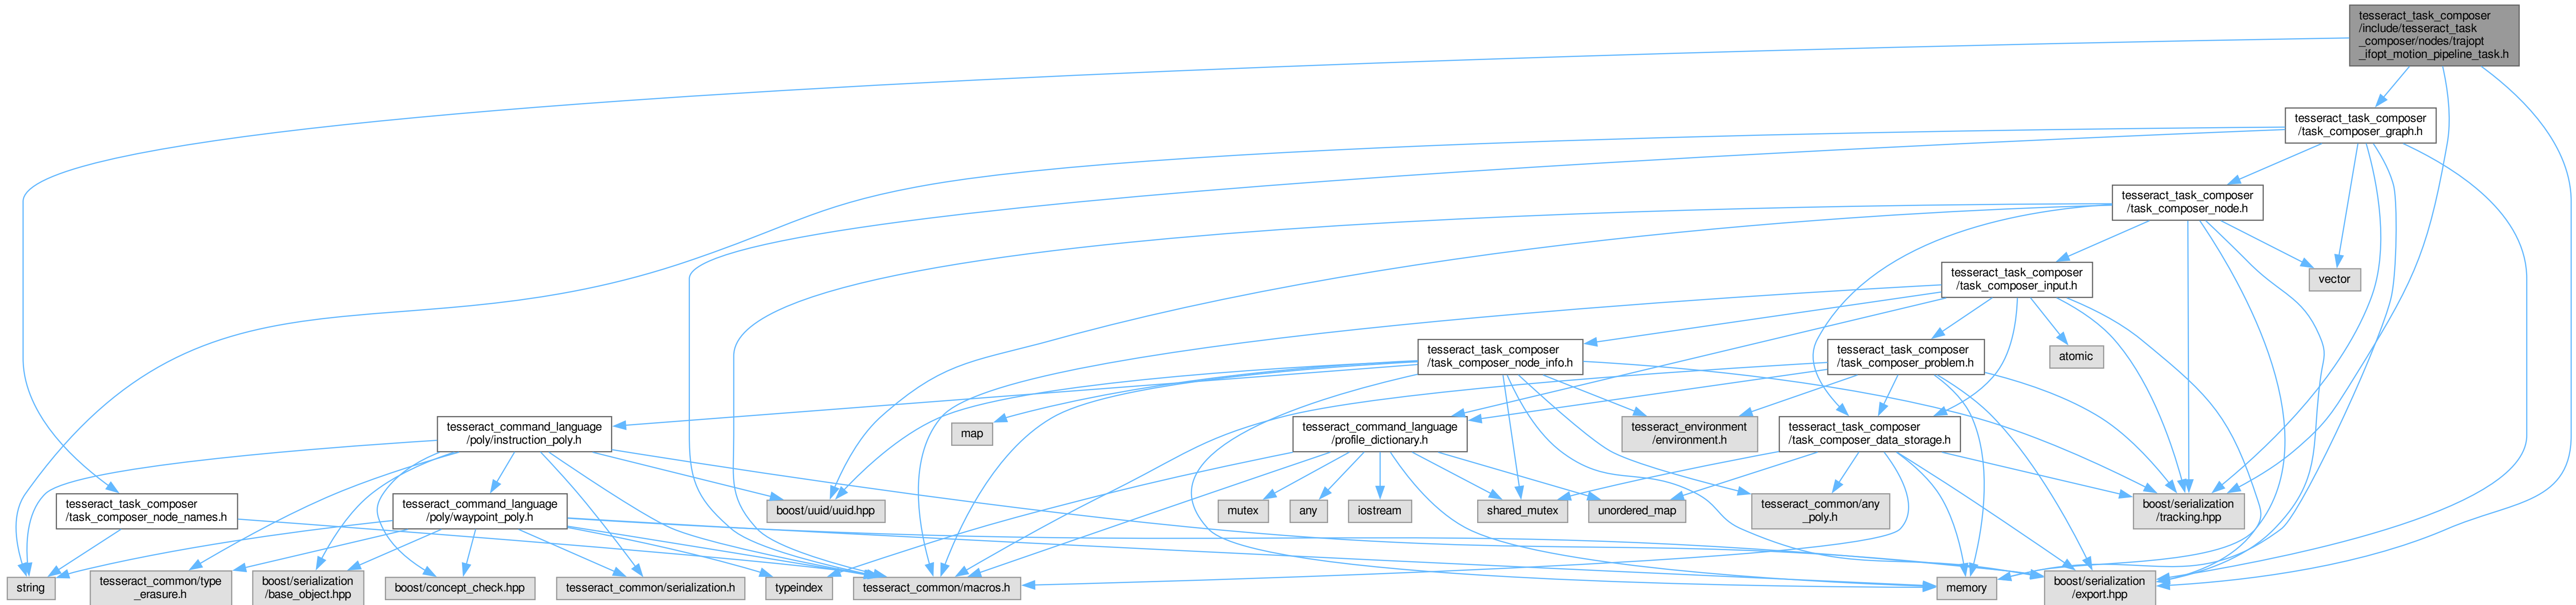 tesseract_task_composer
/include/tesseract_task
_composer/nodes/trajopt
_ifopt_motion_pipeline_task.h
tesseract_task_composer
/task_composer_graph.h
tesseract_task_composer
/task_composer_node.h
tesseract_task_composer
/task_composer_input.h
vector
tesseract_task_composer
/task_composer_node_info.h
tesseract_task_composer
/task_composer_problem.h
atomic
tesseract_command_language
/poly/instruction_poly.h
map
tesseract_command_language
/profile_dictionary.h
tesseract_environment
/environment.h
tesseract_task_composer
/task_composer_data_storage.h
tesseract_task_composer
/task_composer_node_names.h
tesseract_command_language
/poly/waypoint_poly.h
boost/uuid/uuid.hpp
mutex
any
iostream
shared_mutex
unordered_map
tesseract_common/any
_poly.h
boost/serialization
/tracking.hpp
string
tesseract_common/type
_erasure.h
boost/serialization
/base_object.hpp
boost/concept_check.hpp
tesseract_common/serialization.h
typeindex
tesseract_common/macros.h
memory
boost/serialization
/export.hpp